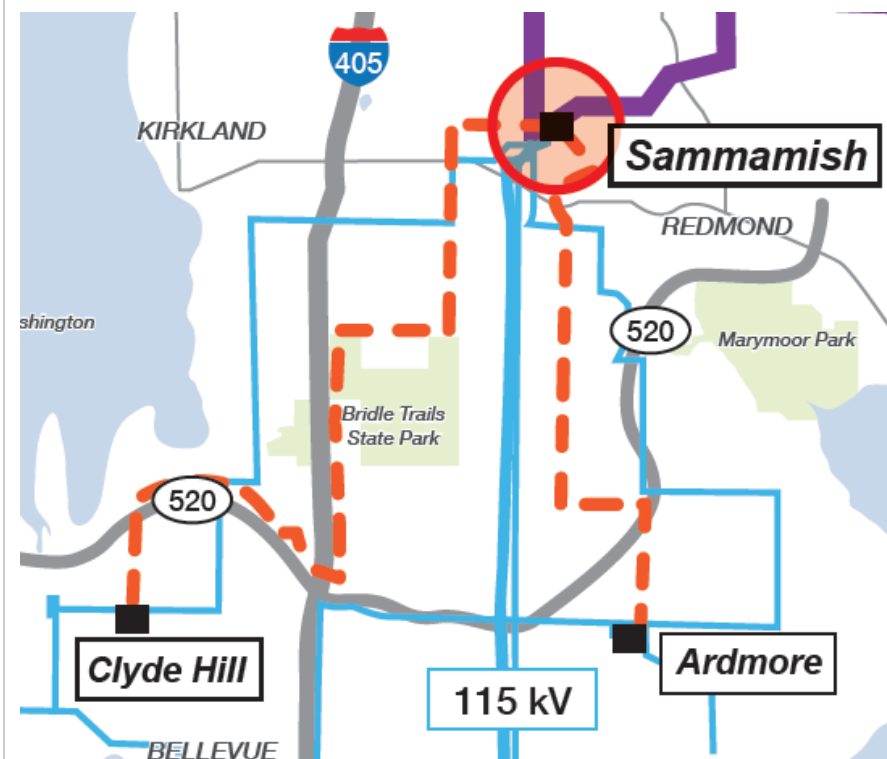 405
KIRKLAND
Sammamish
REDMOND
shington
520
Marymoor Park
Bridle Trails
State Park
520
Clyde Hill
Ardmore
115 kV
BELLEVUE